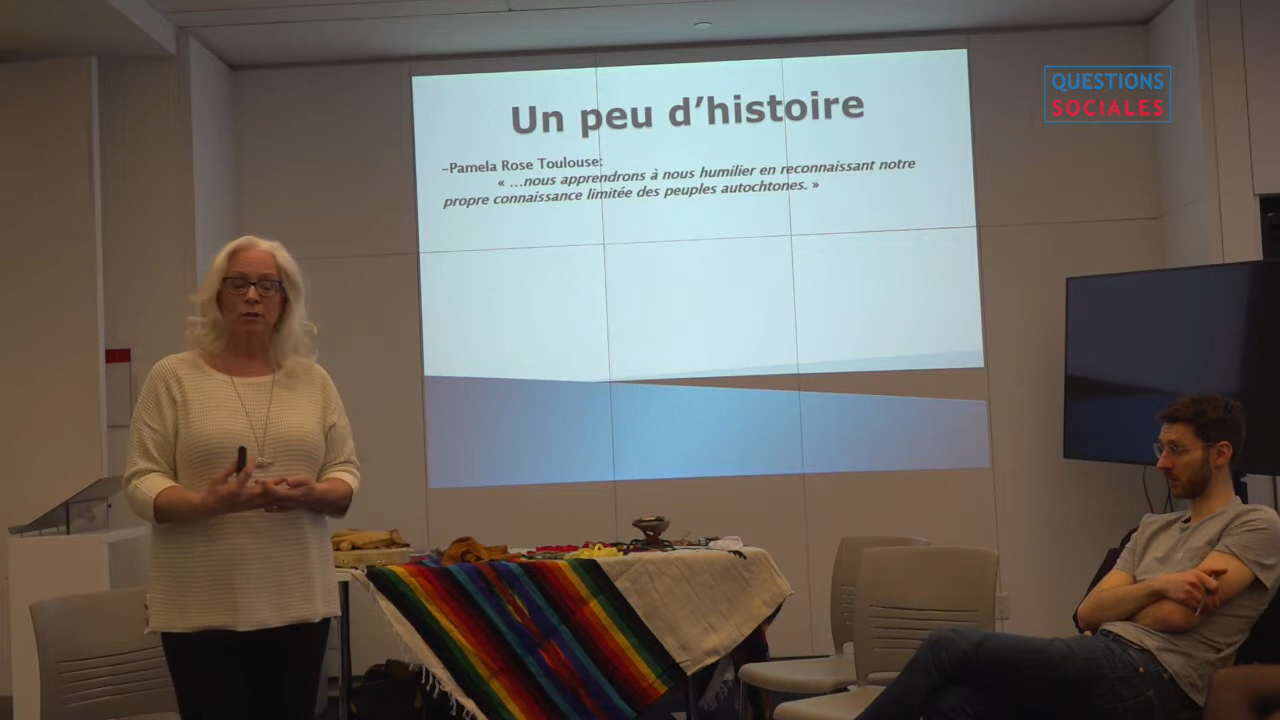 QUESTIONS
SOCIALES
Un peu d’histoire
–Pamela Rose Toulouse:
« …nous apprendrons à nous humilier en reconnaissant notre
propre connaissance limitée des peuples autochtones. »